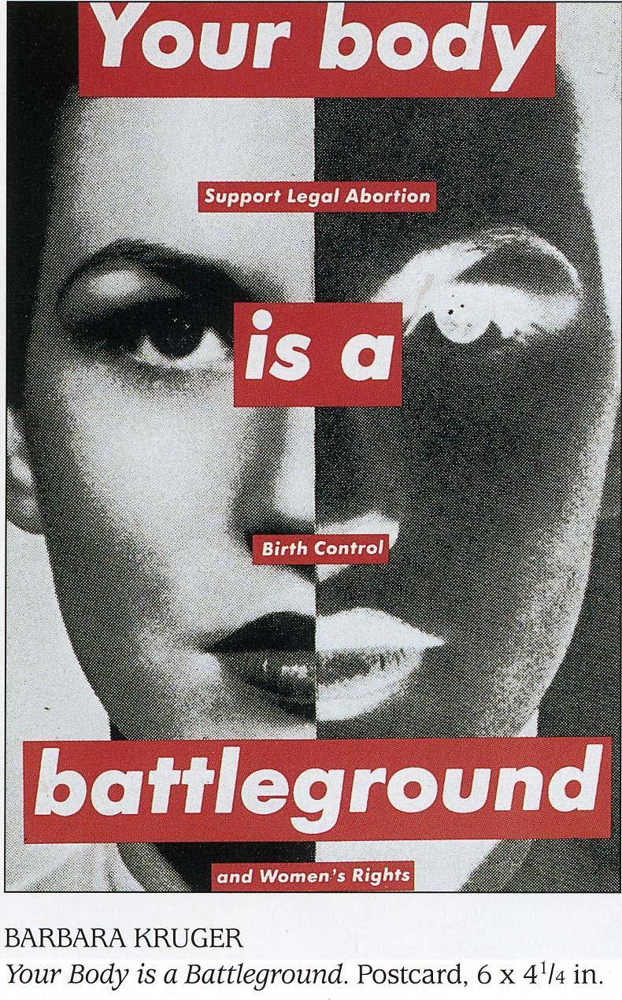 Your body
Support Legal Abortion
is a
Birth Control
battleground
and Women's Rights
BARBARA KRUGER
Your Body is a Battleground. Postcard, 6 x 4 1/4 in.